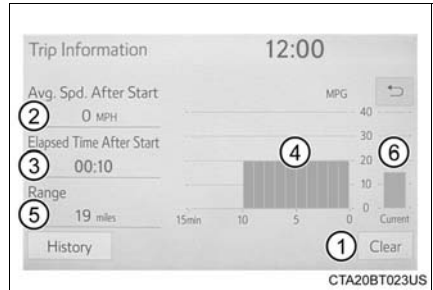 Trip Information 12:00
Avg. Spd. After Start MPG
2 0 MPH 40
Elapsed Time After Start 30
3 00:10 4 20 6
Range 10
5 19 miles 0
15min 10 5 0 Current
History 1 Clear
CTA20BT023US